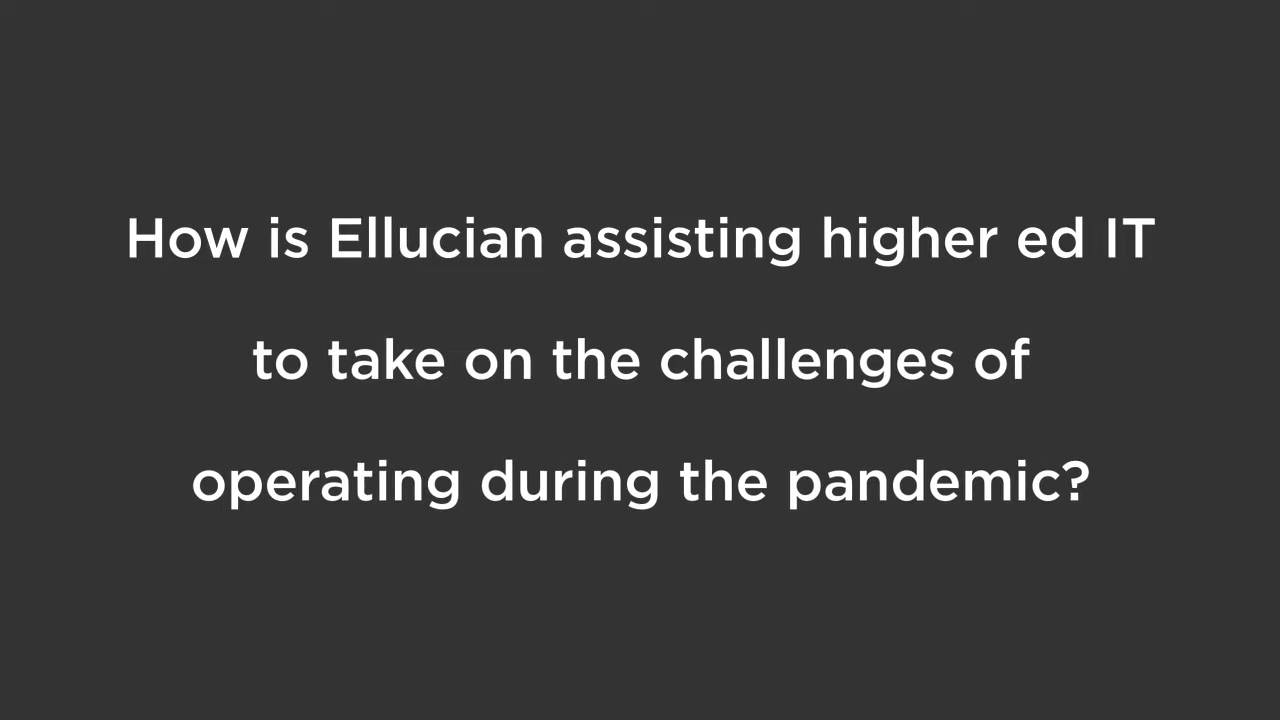 How is Ellucian assisting higher ed IT
to take on the challenges of
operating during the pandemic?